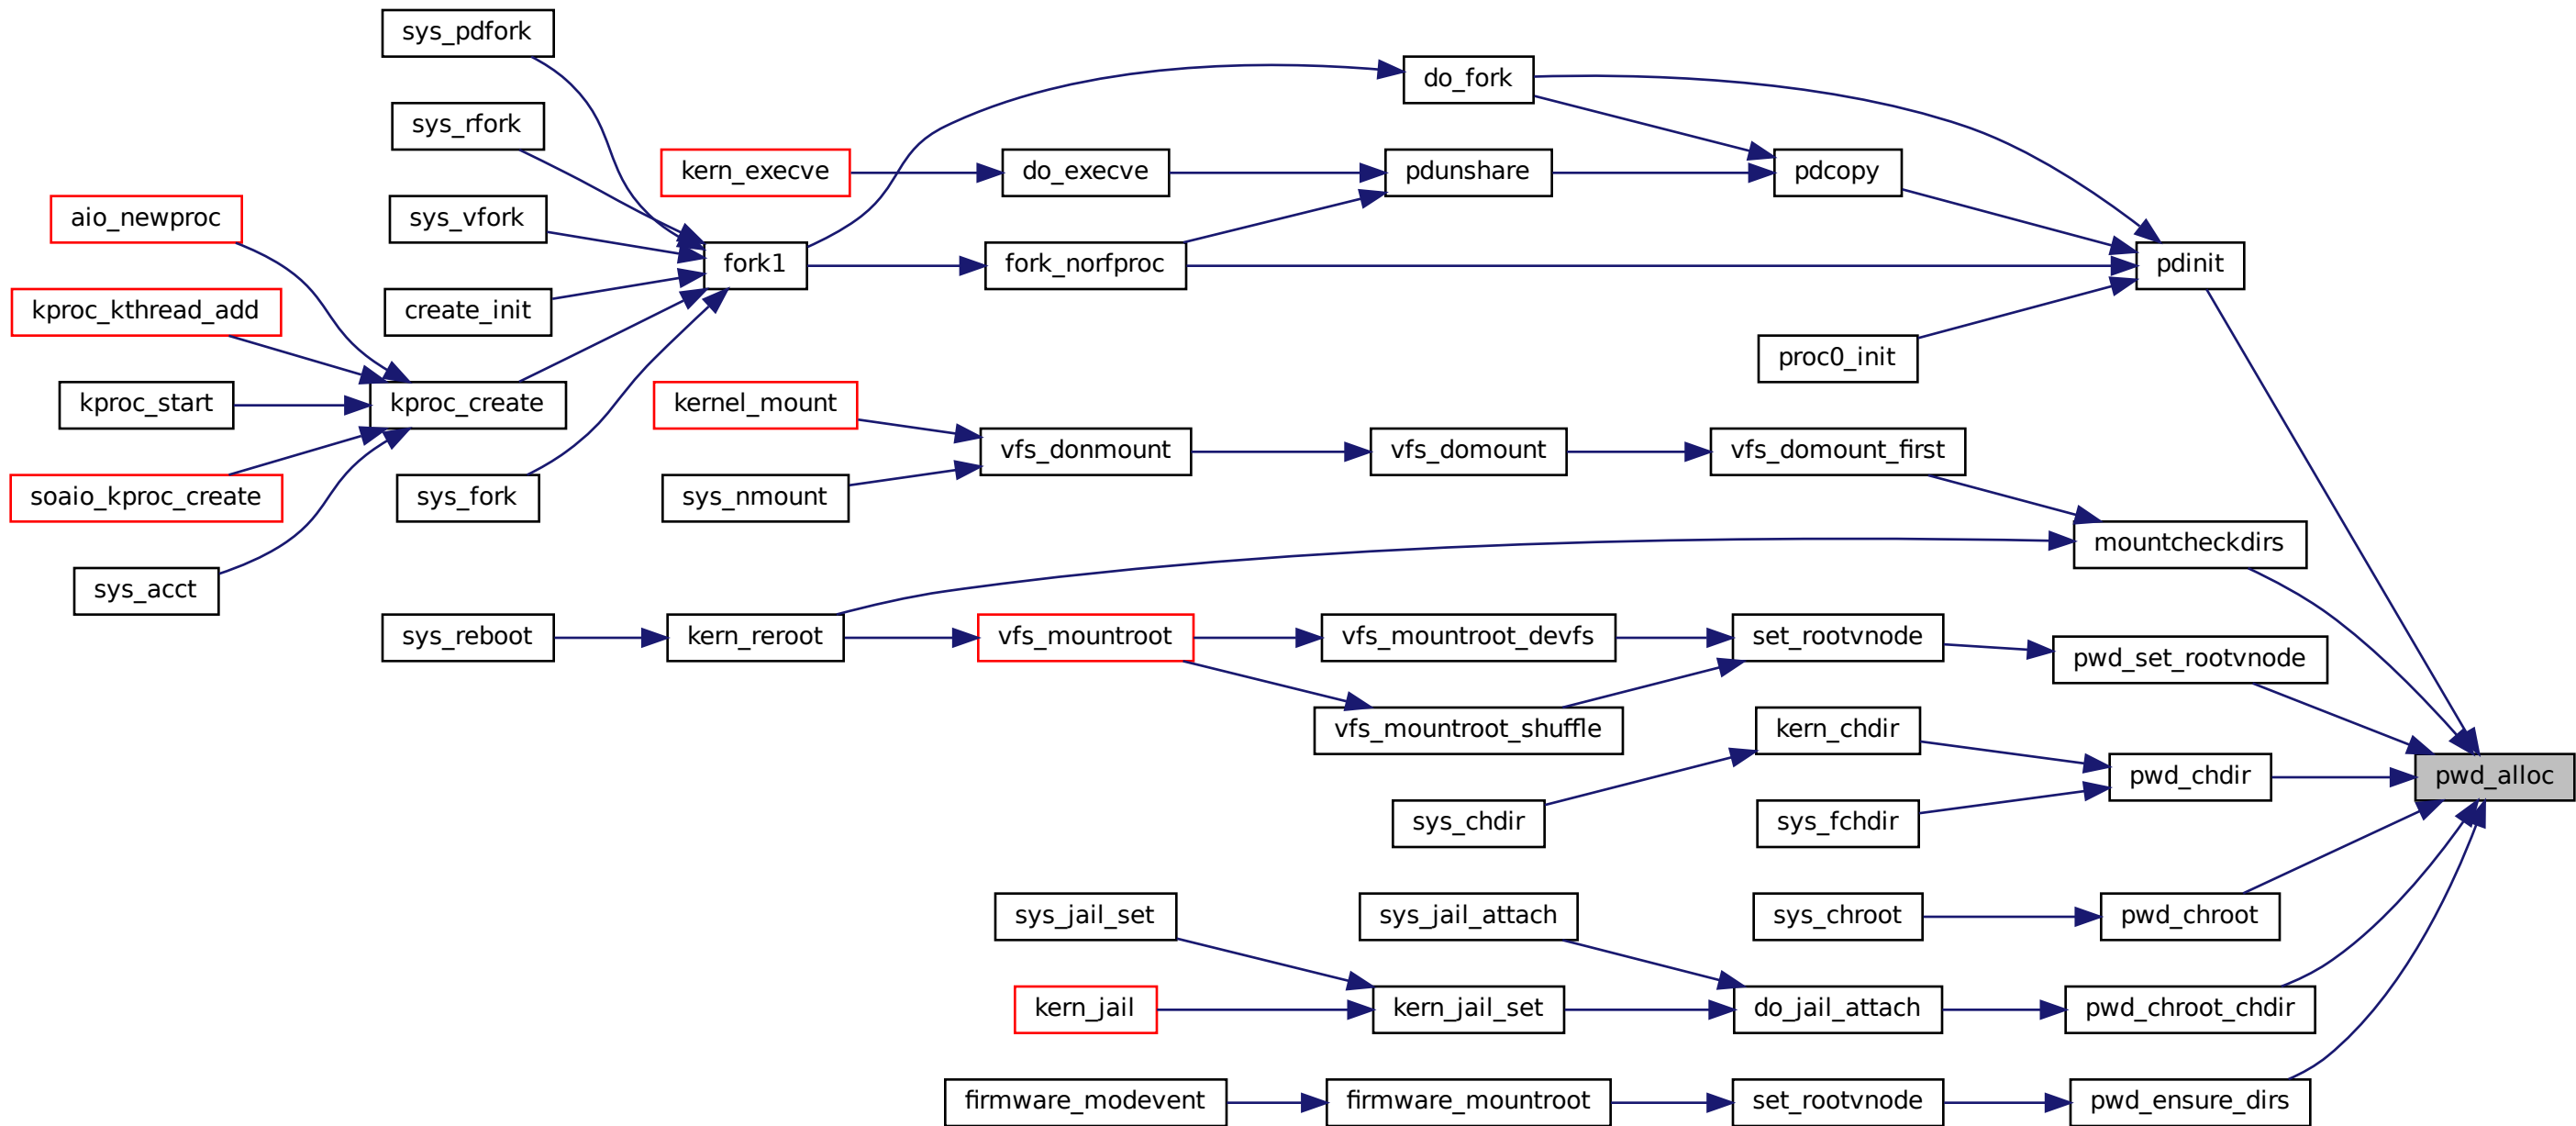 sys_pdfork
do_fork
sys_rfork
kern_execve
do_execve
pdunshare
pdcopy
aio_newproc
sys_vfork
fork1
fork_norfproc
pdinit
kproc_kthread_add
create_init
proc0_init
kproc_start
kproc_create
kernel_mount
vfs_donmount
vfs_domount
vfs_domount_first
soaio_kproc_create
sys_fork
sys_nmount
mountcheckdirs
sys_acct
sys_reboot
kern_reroot
vfs_mountroot
vfs_mountroot_devfs
set_rootvnode
pwd_set_rootvnode
vfs_mountroot_shuffle
kern_chdir
pwd_chdir
pwd_alloc
sys_chdir
sys_fchdir
sys_jail_set
sys_jail_attach
sys_chroot
pwd_chroot
kern_jail
kern_jail_set
do_jail_attach
pwd_chroot_chdir
firmware_modevent
firmware_mountroot
set_rootvnode
pwd_ensure_dirs